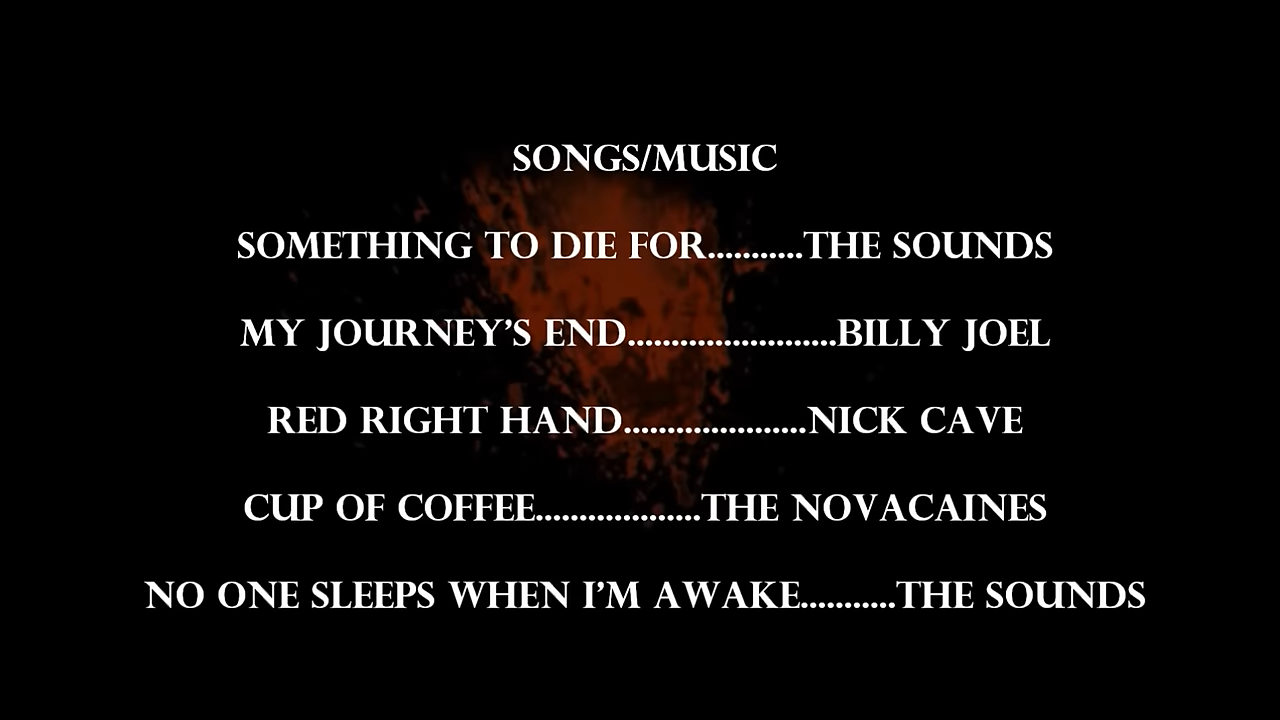 SONGS/MUSIC
SOMETHING TO DIE FOR...........THE SOUNDS
MY JOURNEY'S END........................BILLY JOEL
RED RIGHT HAND.....................NICK CAVE
CUP OF COFFEE...................THE NOVACAINES
NO ONE SLEEPS WHEN I'M AWAKE...........THE SOUNDS